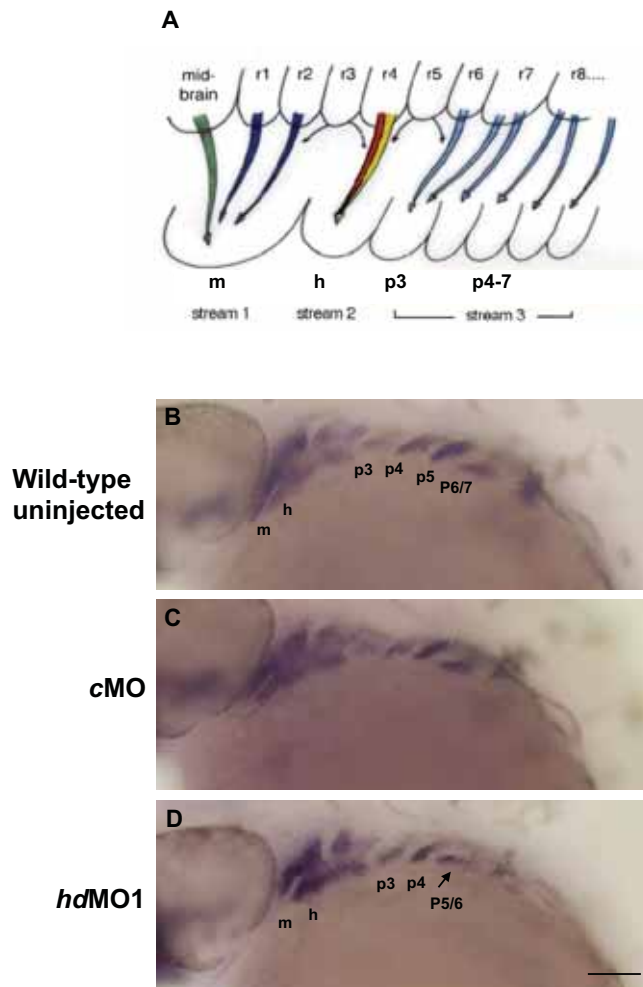 A
mid-
brain
r1 r2 r3 r4 r5 r6 r7 r8....
m h p3 p4-7
stream 1 stream 2 stream 3
B
Wild-type
uninjected
p3 p4 p5 P6/7
h
m
C
cMO
D
hdMO1
p3 p4 P5/6
m h